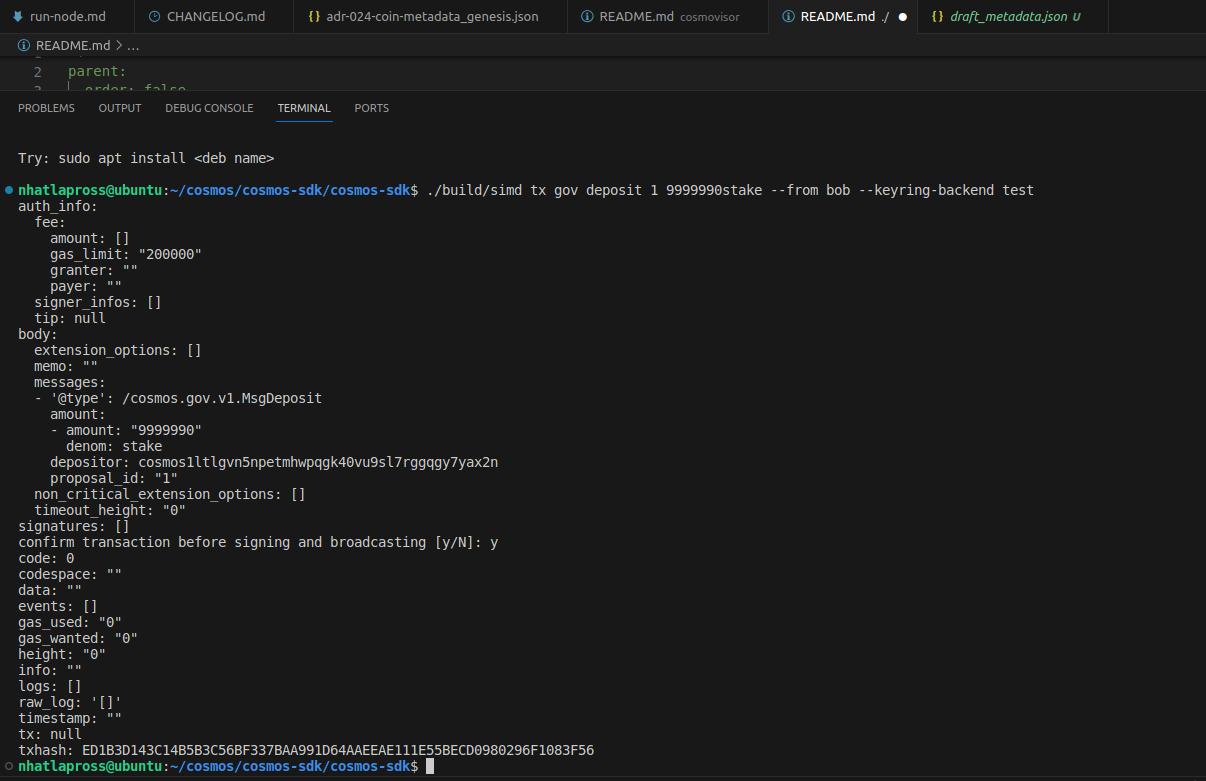 run-node.md CHANGELOG.md {} adr-024-coin-metadata_genesis.json README.md cosmovisor README.md ./ {} draft_metadata.json U
README.md > ...
2 parent:
3 order: false
PROBLEMS OUTPUT DEBUG CONSOLE TERMINAL PORTS
Try: sudo apt install <deb name>
nhatlapross@ubuntu:~/cosmos/cosmos-sdk/cosmos-sdk$ ./build/simd tx gov deposit 1 9999990stake --from bob --keyring-backend test
auth_info:
  fee:
    amount: []
    gas_limit: "200000"
    granter: ""
    payer: ""
  signer_infos: []
  tip: null
body:
  extension_options: []
  memo: ""
  messages:
  - '@type': /cosmos.gov.v1.MsgDeposit
    amount:
    - amount: "9999990"
      denom: stake
    depositor: cosmos1ltlgvn5npetmhwpqgk40vu9sl7rggqgy7yax2n
    proposal_id: "1"
  non_critical_extension_options: []
  timeout_height: "0"
signatures: []
confirm transaction before signing and broadcasting [y/N]: y
code: 0
codespace: ""
data: ""
events: []
gas_used: "0"
gas_wanted: "0"
height: "0"
info: ""
logs: []
raw_log: '[]'
timestamp: ""
tx: null
txhash: ED1B3D143C14B5B3C56BF337BAA991D64AAEEAE111E55BECD0980296F1083F56
nhatlapross@ubuntu:~/cosmos/cosmos-sdk/cosmos-sdk$